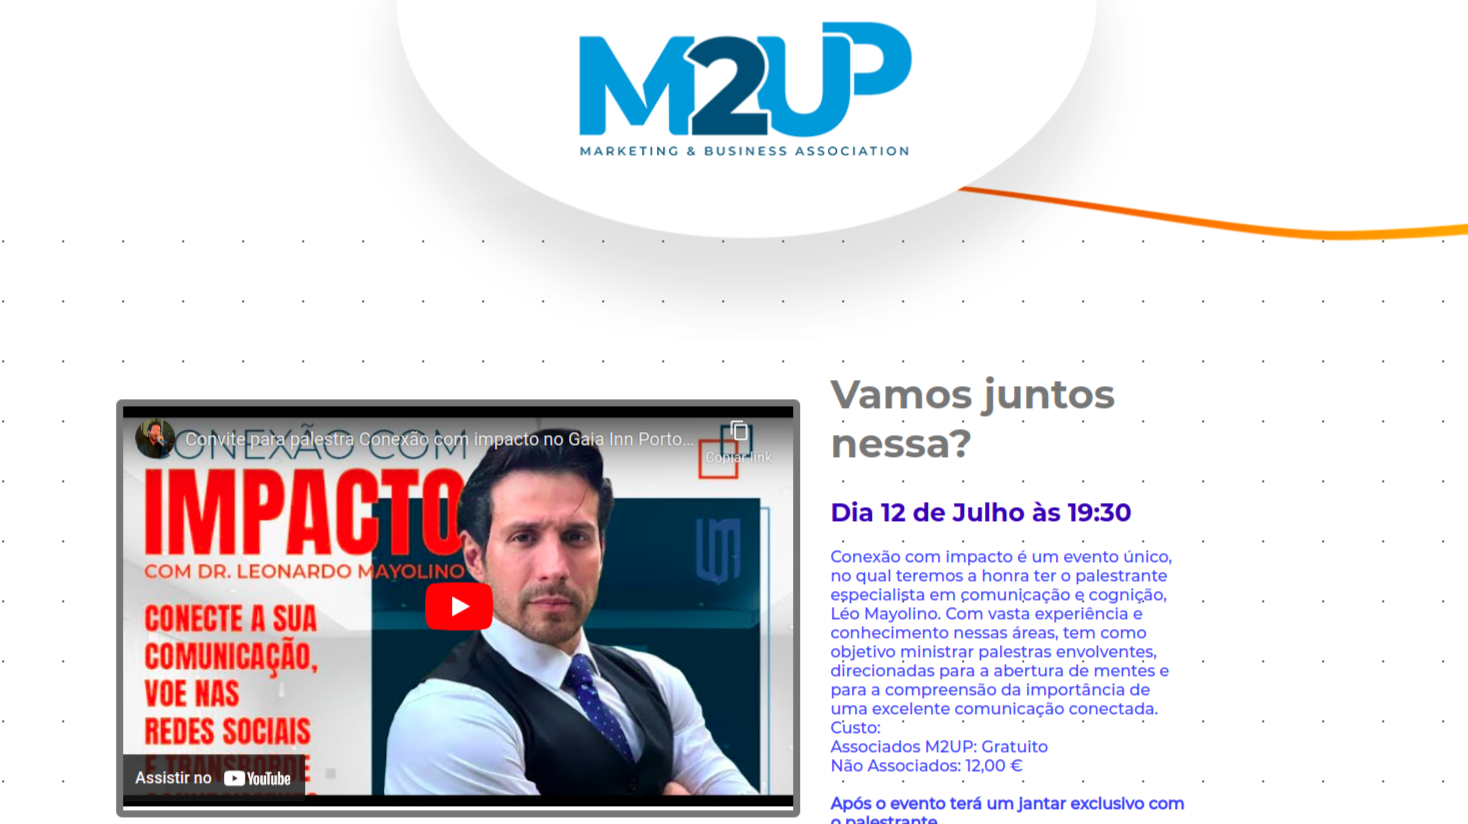 M2UP
MARKETING & BUSINESS ASSOCIATION
Convite para palestra Conexão com impacto no Gaia Inn Porto...
Copiar link
CONEXÃO COM
IMPACTO
COM DR. LEONARDO MAYOLINO
CONECTE A SUA
COMUNICAÇÃO,
VOE NAS
REDES SOCIAIS
E TRANSBORDE
Assistir no YouTube
Vamos juntos
nessa?
Dia 12 de Julho às 19:30
Conexão com impacto é um evento único,
no qual teremos a honra ter o palestrante
especialista em comunicação e cognição,
Léo Mayolino. Com vasta experiência e
conhecimento nessas áreas, tem como
objetivo ministrar palestras envolventes,
direcionadas para a abertura de mentes e
para a compreensão da importância de
uma excelente comunicação conectada.
Custo:
Associados M2UP: Gratuito
Não Associados: 12,00 €
Após o evento terá um jantar exclusivo com
o palestrante